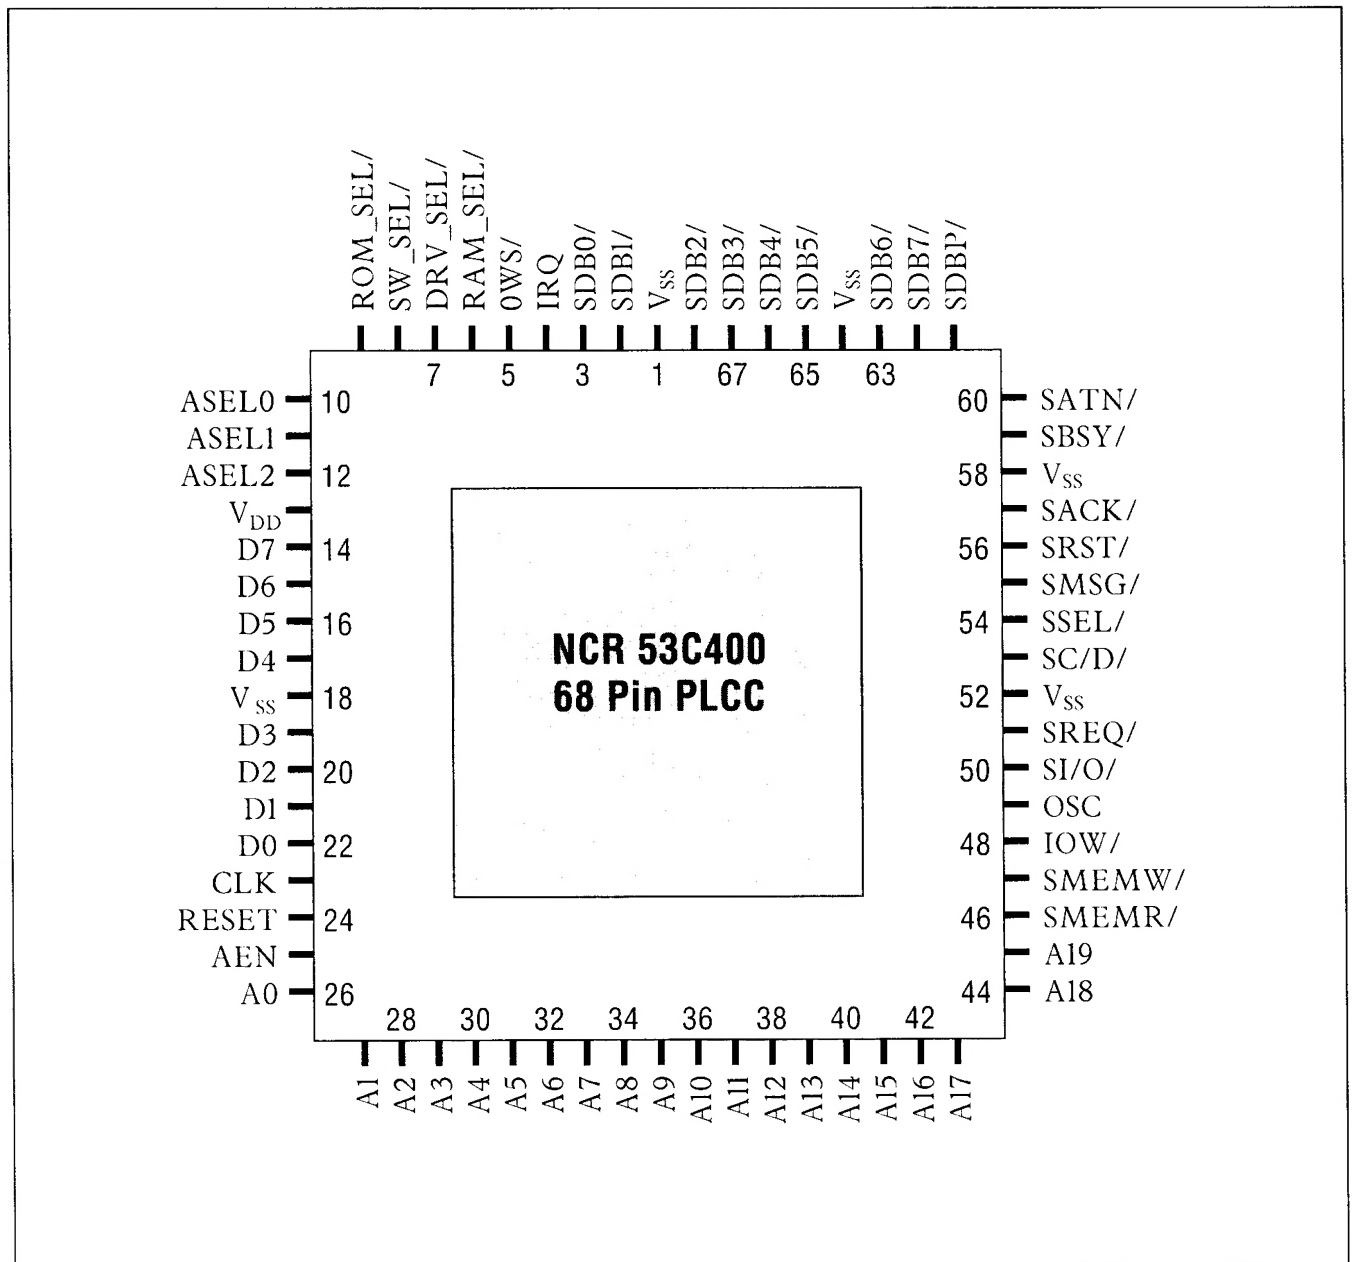 ROM_SEL/
SW_SEL/
DRV_SEL/
RAM_SEL/
0WS/
IRQ
SDB0/
SDB1/
VSS
SDB2/
SDB3/
SDB4/
SDB5/
VSS
SDB6/
SDB7/
SDBP/
7 5 3 1 67 65 63
ASEL0 10
ASEL1
ASEL2 12
VDD
D7 14
D6
D5 16
D4
VSS 18
D3
D2 20
D1
D0 22
CLK
RESET 24
AEN
A0 26
NCR 53C400
68 Pin PLCC
60 SATN/
SBSY/
58 VSS
SACK/
56 SRST/
SMSG/
54 SSEL/
SC/D/
52 VSS
SREQ/
50 SI/O/
OSC
48 IOW/
SMEMW/
46 SMEMR/
A19
44 A18
28 30 32 34 36 38 40 42
A1
A2
A3
A4
A5
A6
A7
A8
A9
A10
A11
A12
A13
A14
A15
A16
A17